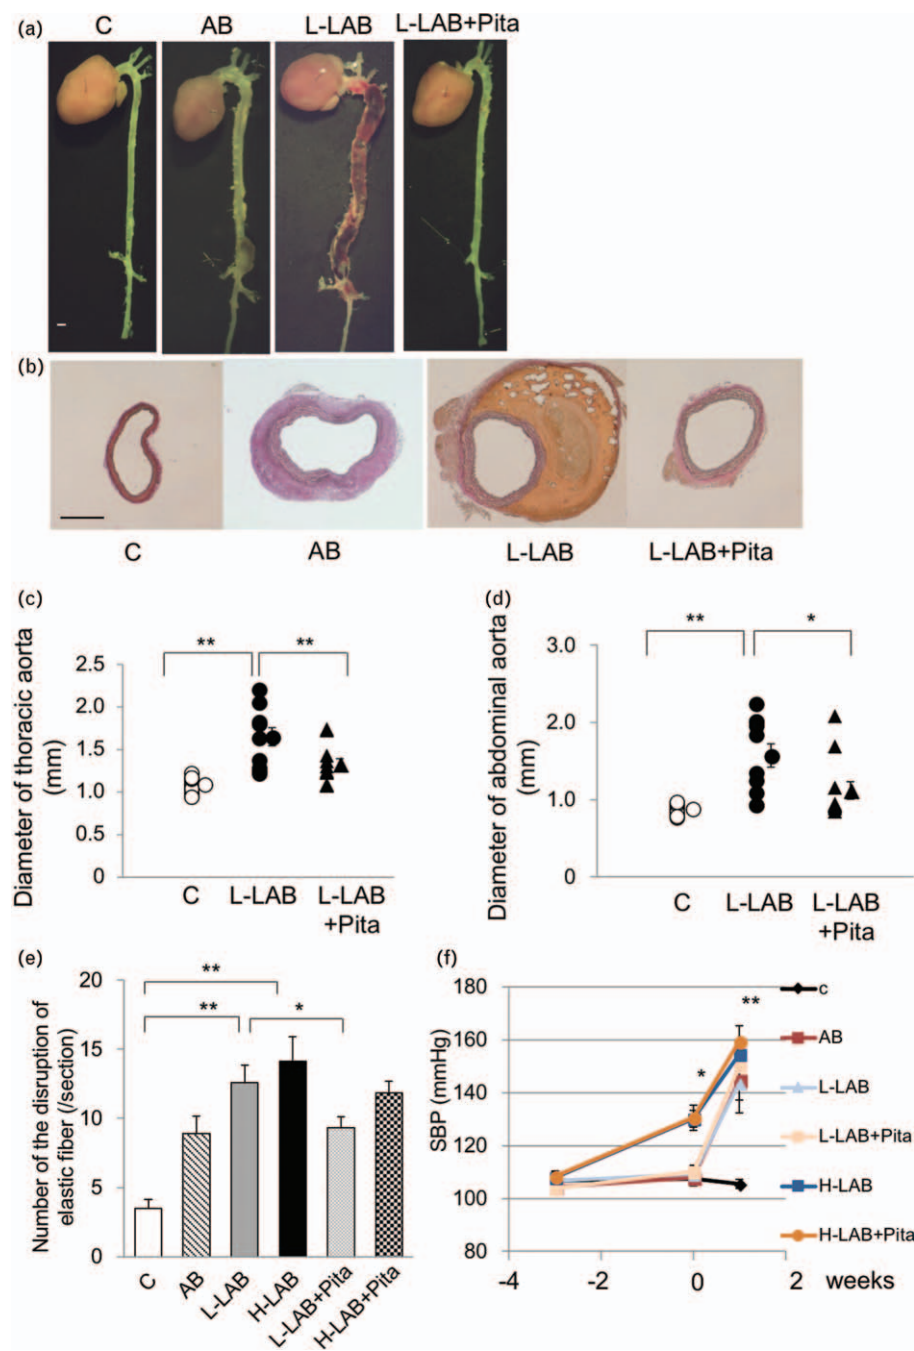 (a)
C AB L-LAB L-LAB+Pita
(b)
C AB L-LAB L-LAB+Pita
(c)
Diameter of thoracic aorta
(mm)
2.5
2.0
1.5
1.0
0.5
0
** **
C L-LAB L-LAB
+Pita
(d)
Diameter of abdominal aorta
(mm)
3.0
2.0
1.0
0
** *
C L-LAB L-LAB
+Pita
(e)
Number of the disruption of
elastic fiber (/section)
20
15
10
5
0
**
** *
C AB L-LAB H-LAB L-LAB+Pita H-LAB+Pita
(f)
SBP (mmHg)
180
160
140
120
100
80
*
**
-4 -2 0 2 weeks
c
AB
L-LAB
L-LAB+Pita
H-LAB
H-LAB+Pita